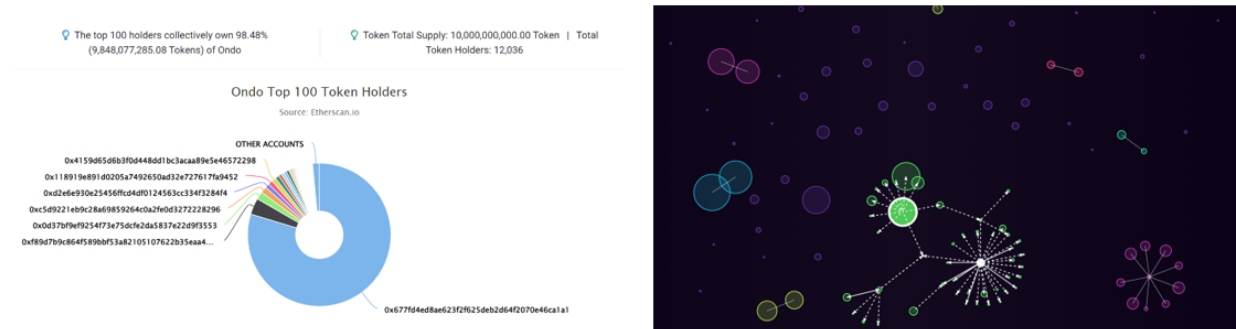 The top 100 holders collectively own 98.48%
(9,848,077,285.08 Tokens) of Ondo
Token Total Supply: 10,000,000,000.00 Token | Total
Token Holders: 12,036
Ondo Top 100 Token Holders
Source: Etherscan.io
OTHER ACCOUNTS
0x4159d65d6b3f0d448dd1bc3acaa89e5e46572298
0x118919e891d0205a7492650ad32e727617fa9452
0xd2e6e930e25456ffcd4df0124563cc334f3284f4
0xc5d9221eb9c28a69859264c0a2fe0d3272228296
0x0d37bf9ef9254f73e75dcfe2da5837e22d9f3553
0xf89d7b9c864f589bbf53a82105107622b35eaa4...
0x677fd4ed8ae623f2f625deb2d64f2070e46ca1a1